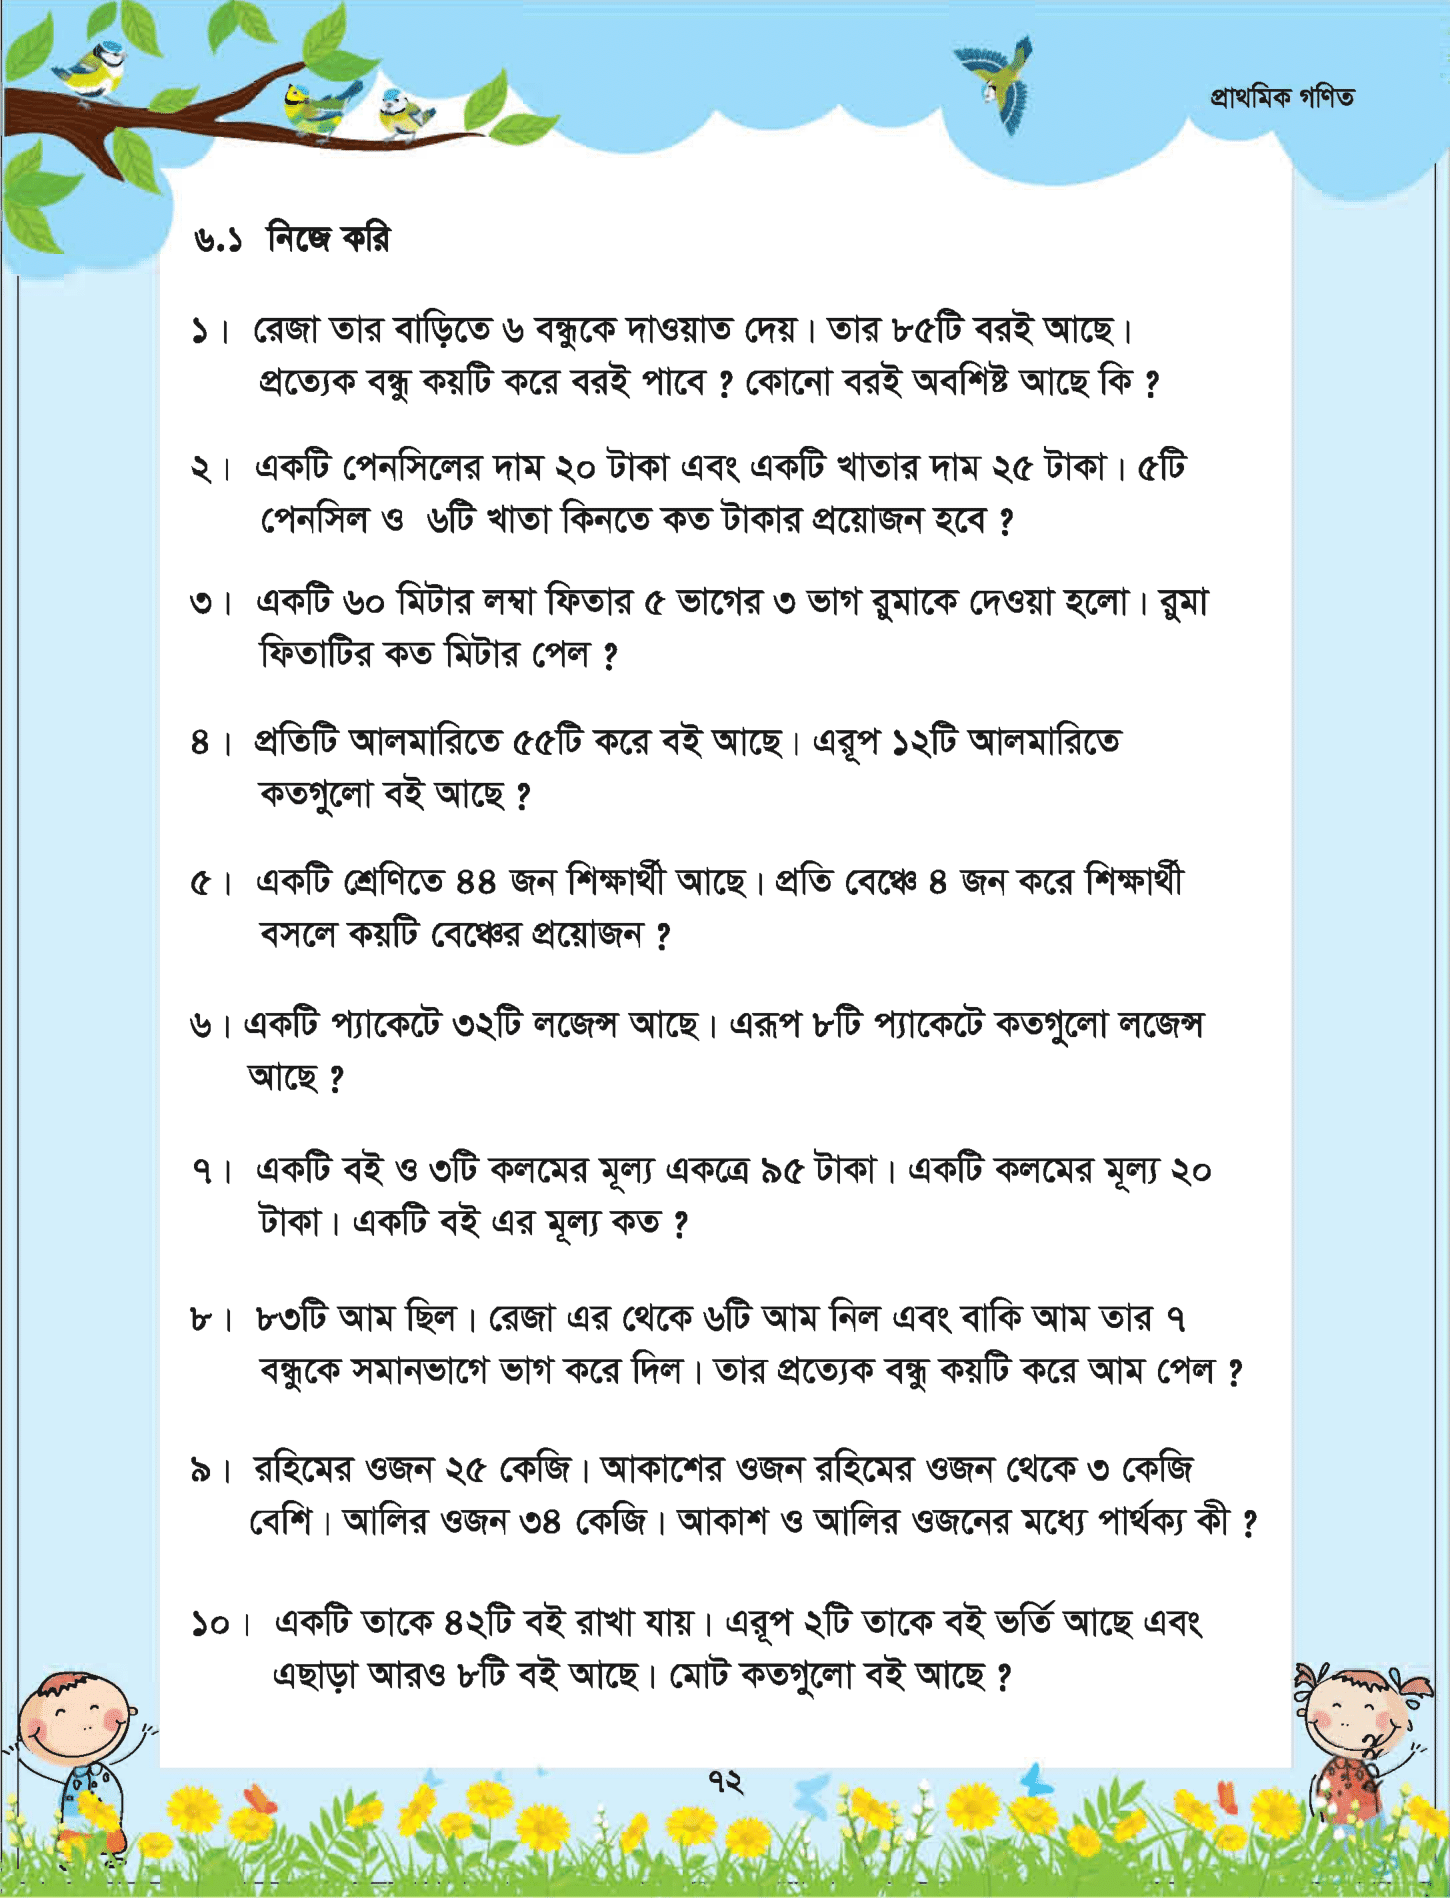 প্রাথমিক গণিত
৬.১ নিজে করি
১। রেজা তার বাড়িতে ৬ বন্ধুকে দাওয়াত দেয়। তার ৮৫টি বরই আছে।
প্রত্যেক বন্ধু কয়টি করে বরই পাবে ? কোনো বরই অবশিষ্ট আছে কি ?
২। একটি পেনসিলের দাম ২০ টাকা এবং একটি খাতার দাম ২৫ টাকা। ৫টি
পেনসিল ও ৬টি খাতা কিনতে কত টাকার প্রয়োজন হবে ?
৩। একটি ৬০ মিটার লম্বা ফিতার ৫ ভাগের ৩ ভাগ রুমাকে দেওয়া হলো। রুমা
ফিতাটির কত মিটার পেল ?
৪। প্রতিটি আলমারিতে ৫৫টি করে বই আছে। এরূপ ১২টি আলমারিতে
কতগুলো বই আছে ?
৫। একটি শ্রেণিতে ৪৪ জন শিক্ষার্থী আছে। প্রতি বেঞ্চে ৪ জন করে শিক্ষার্থী
বসলে কয়টি বেঞ্চের প্রয়োজন ?
৬। একটি প্যাকেটে ৩২টি লজেন্স আছে। এরূপ ৮টি প্যাকেটে কতগুলো লজেন্স
আছে ?
৭। একটি বই ও ৩টি কলমের মূল্য একত্রে ৯৫ টাকা। একটি কলমের মূল্য ২০
টাকা। একটি বই এর মূল্য কত ?
৮। ৮৩টি আম ছিল। রেজা এর থেকে ৬টি আম নিল এবং বাকি আম তার ৭
বন্ধুকে সমানভাগে ভাগ করে দিল। তার প্রত্যেক বন্ধু কয়টি করে আম পেল ?
৯। রহিমের ওজন ২৫ কেজি। আকাশের ওজন রহিমের ওজন থেকে ৩ কেজি
বেশি। আলির ওজন ৩৪ কেজি। আকাশ ও আলির ওজনের মধ্যে পার্থক্য কী ?
১০। একটি তাকে ৪২টি বই রাখা যায়। এরূপ ২টি তাকে বই ভর্তি আছে এবং
এছাড়া আরও ৮টি বই আছে। মোট কতগুলো বই আছে ?
৭২